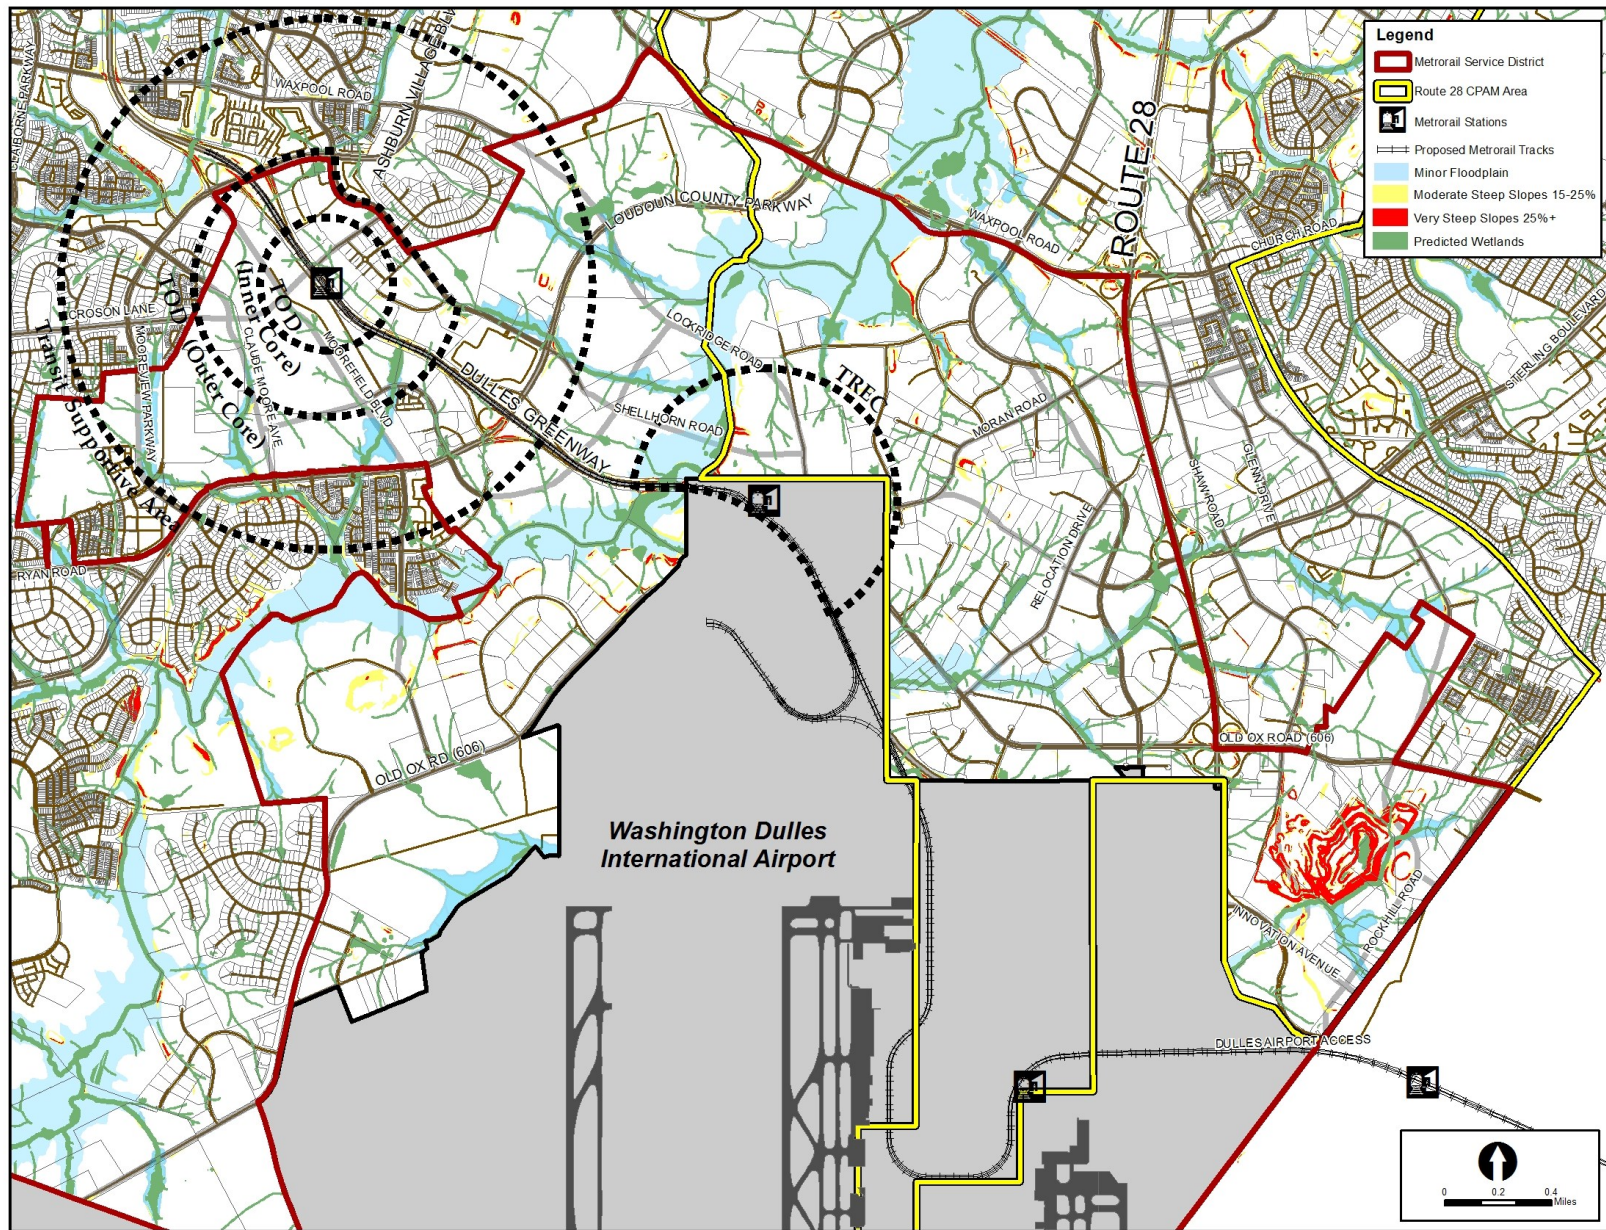 Legend
Metrorail Service District
Route 28 CPAM Area
Metrorail Stations
Proposed Metrorail Tracks
Minor Floodplain
Moderate Steep Slopes 15-25%
Very Steep Slopes 25%+
Predicted Wetlands
CLAIBORNE PARKWAY
WAXPOOL ROAD
ASHBURN VILLAGE BLV
LOUDOUN COUNTY PARKWAY
WAXPOOL ROAD
ROUTE 28
CHURCH ROAD
STERLING BOULEVARD
CROSON LANE
MOOREVIEW PARKWAY
TOD (Outer Core)
TOD
(Inner Core)
Transit Supportive Area
CLAUDE MOORE AVE
MOOREFIELD BLVD
DULLES GREENWAY
LOCKRIDGE ROAD
SHELLHORN ROAD
TREC
MORAN ROAD
SHAW ROAD
GLENN DRIVE
RELOCATION DRIVE
RYAN ROAD
OLD OX RD (606)
OLD OX ROAD (606)
Washington Dulles
International Airport
INNOVATION AVENUE
ROCKHILL ROAD
DULLES AIRPORT ACCESS
0 0.2 0.4
Miles